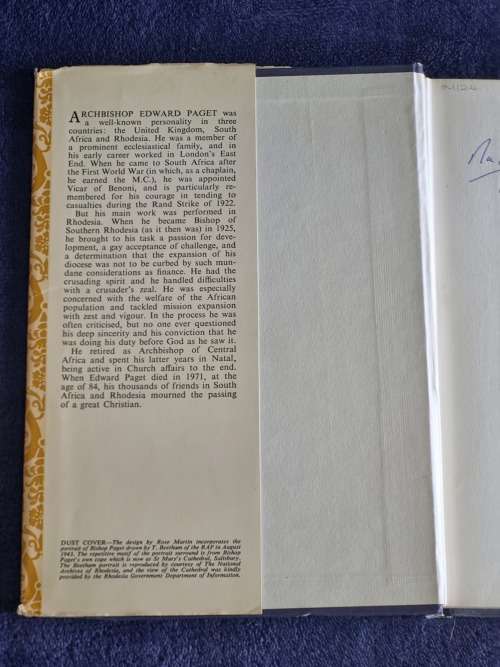 ARCHBISHOP EDWARD PAGET was
a well-known personality in three
countries: the United Kingdom, South
Africa and Rhodesia. He was a member of
a prominent ecclesiastical family, and in
his early career worked in London's East
End. When he came to South Africa after
the First World War (in which, as a chaplain,
he earned the M.C.), he was appointed
Vicar of Benoni, and is particularly re-
membered for his courage in tending to
casualties during the Rand Strike of 1922.
But his main work was performed in
Rhodesia. When he became Bishop of
Southern Rhodesia (as it then was) in 1925,
he brought to his task a passion for deve-
lopment, a gay acceptance of challenge, and
a determination that the expansion of his
diocese was not to be curbed by such mun-
dane considerations as finance. He had the
crusading spirit and he handled difficulties
with a crusader's zeal. He was especially
concerned with the welfare of the African
population and tackled mission expansion
with zest and vigour. In the process he was
often criticised, but no one ever questioned
his deep sincerity and his conviction that he
was doing his duty before God as he saw it.
He retired as Archbishop of Central
Africa and spent his latter years in Natal,
being active in Church affairs to the end.
When Edward Paget died in 1971, at the
age of 84, his thousands of friends in South
Africa and Rhodesia mourned the passing
of a great Christian.
DUST COVER—The design by Rose Martin incorporates the
portrait of Bishop Paget drawn by T. Beetham of the RAF in August
1943. The repetitive motif of the portrait surround is from Bishop
Paget's own cope which is now in St Mary's Cathedral, Salisbury.
The Beetham portrait is reproduced by courtesy of The National
Archives of Rhodesia, and the view of the Cathedral was kindly
provided by the Rhodesia Government Department of Information.